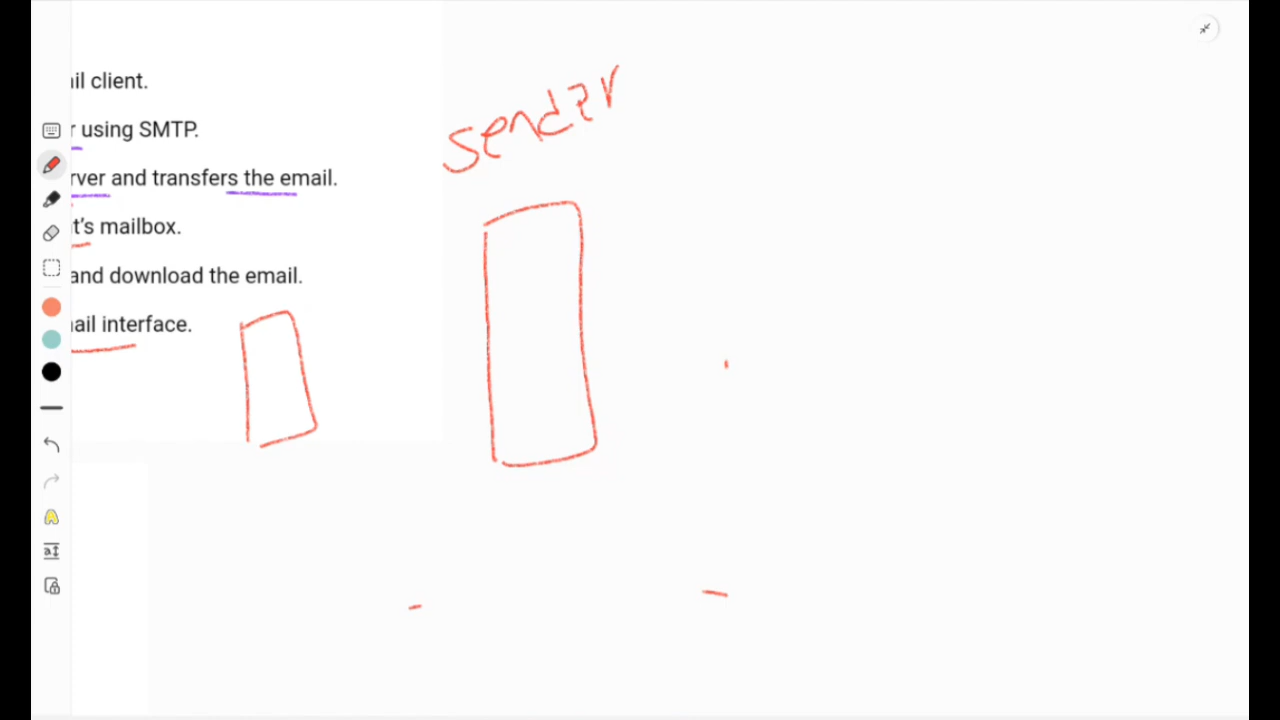 il client.
r using SMTP.
rver and transfers the email.
t's mailbox.
and download the email.
ail interface.
sender